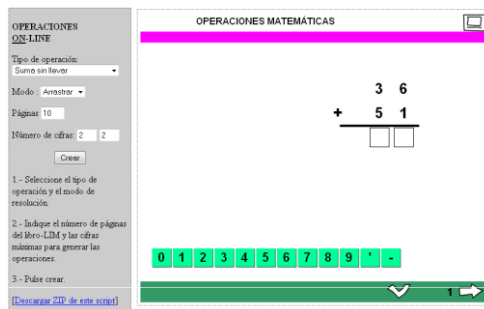 OPERACIONES
ON-LINE
Tipo de operación:
Suma sin llevar
Modo : Arrastrar
Páginas 10
Número de cifras: 2 2
Crear
1.- Seleccione el tipo de
operación y el modo de
resolución.
2.- Indique el número de páginas
del libro-LIM y las cifras
máximas para generar las
operaciones.
3.- Pulse crear.
[Descargar ZIP de este script]
OPERACIONES MATEMÁTICAS
3 6
+ 5 1
0 1 2 3 4 5 6 7 8 9 ' -
1